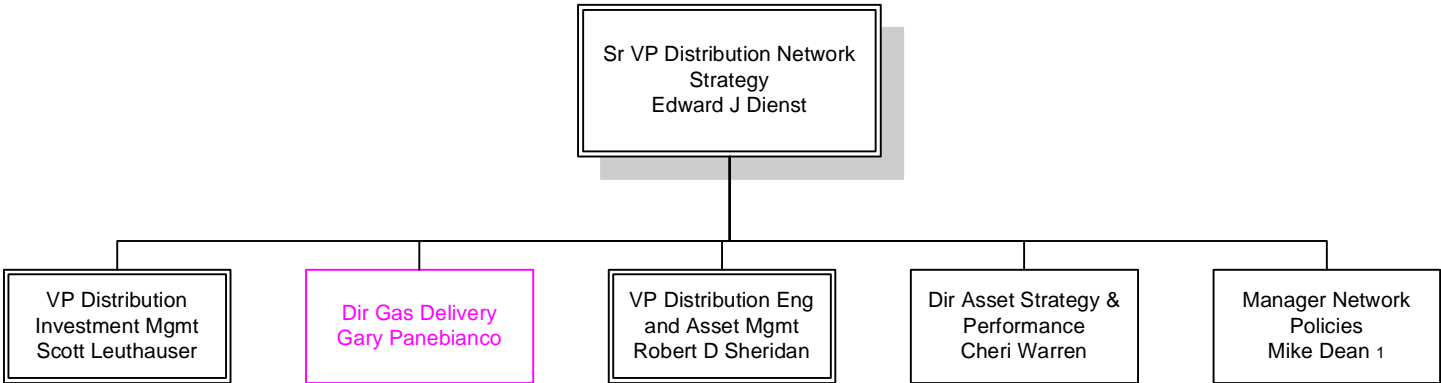 Sr VP Distribution Network
Strategy
Edward J Dienst
VP Distribution
Investment Mgmt
Scott Leuthauser
Dir Gas Delivery
Gary Panebianco
VP Distribution Eng
and Asset Mgmt
Robert D Sheridan
Dir Asset Strategy &
Performance
Cheri Warren
Manager Network
Policies
Mike Dean 1